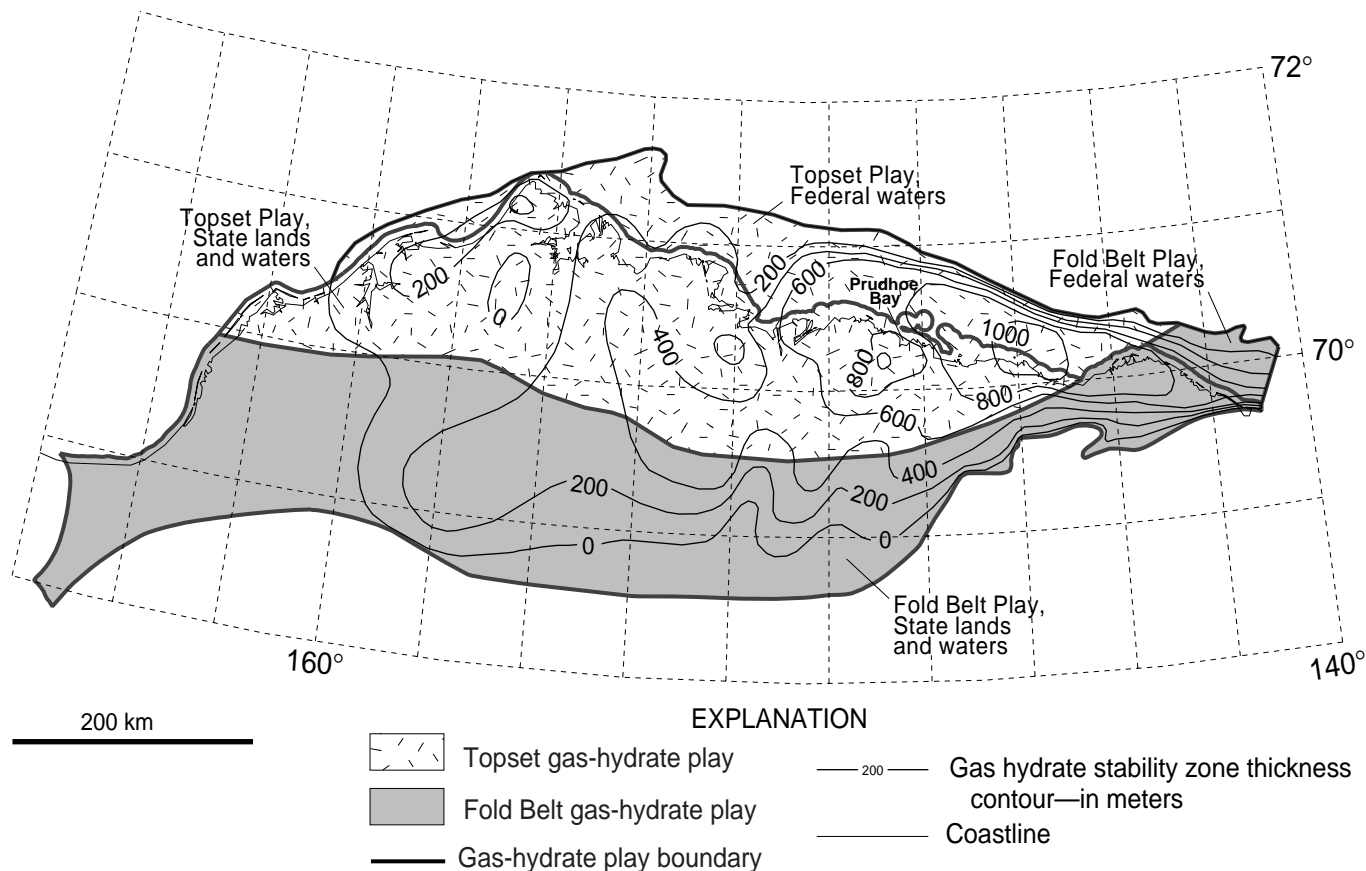 72°
Topset Play,
Federal waters
Topset Play,
State lands
and waters
Fold Belt Play,
Federal waters
200
200
600
Prudhoe
Bay
0
1000
400
70°
800
800
600
400
200
200
0
0
Fold Belt Play,
State lands
and waters
160°
140°
200 km
EXPLANATION
Topset gas-hydrate play
Fold Belt gas-hydrate play
Gas-hydrate play boundary
200
Gas hydrate stability zone thickness
contour—in meters
Coastline